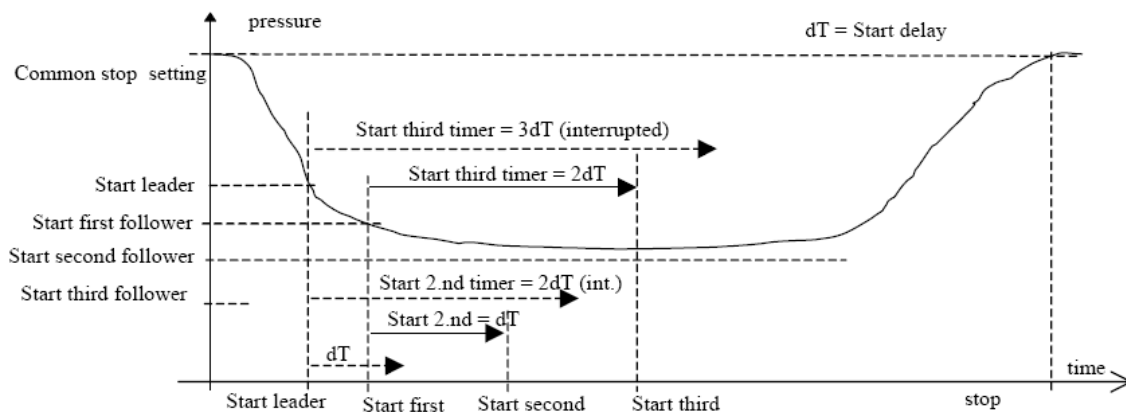 pressure
dT = Start delay
Common stop setting
Start third timer = 3dT (interrupted)
Start third timer = 2dT
Start leader
Start first follower
Start second follower
Start 2.nd timer = 2dT (int.)
Start third follower
Start 2.nd = dT
dT
time
Start leader
Start first
Start second
Start third
stop